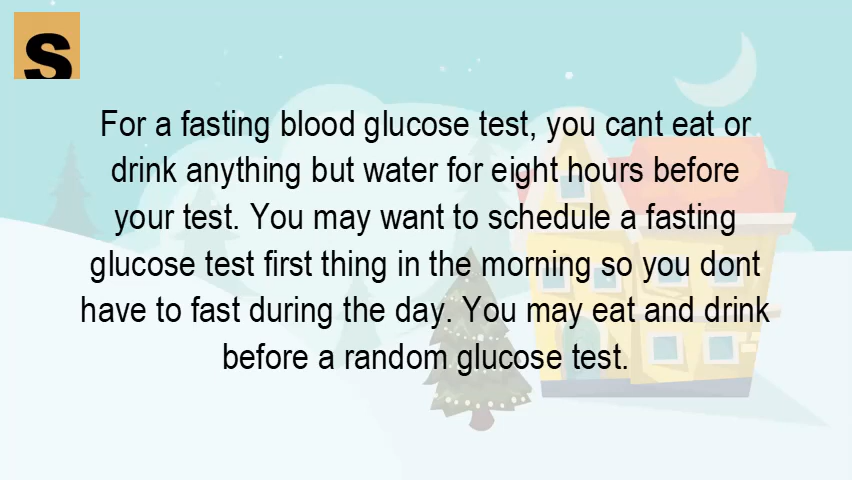 S
For a fasting blood glucose test, you cant eat or
drink anything but water for eight hours before
your test. You may want to schedule a fasting
glucose test first thing in the morning so you dont
have to fast during the day. You may eat and drink
before a random glucose test.